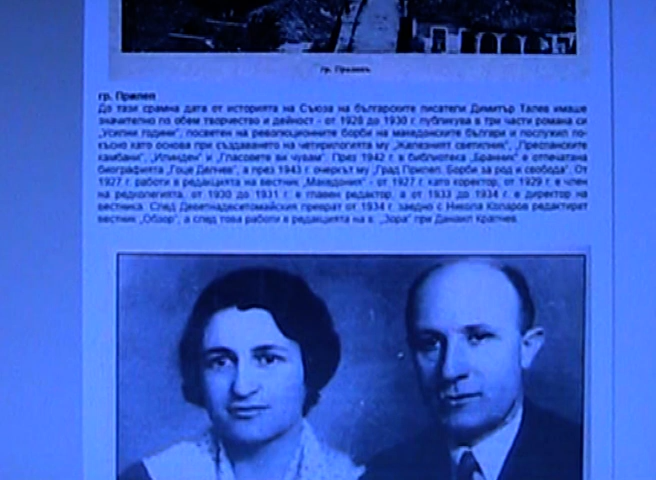 гр. Прилепъ
гр. Прилеп
До тази срамна дата от историята на Съюза на българските писатели Димитър Талев имаше
значително по обем творчество и дейност - от 1928 до 1930 г. публикува в три части романа си
„Усилни години", посветен на революционните борби на македонските българи и послужил по-
късно като основа при създаването на четирилогията му „Железният светилник", „Преспанските
камбани", „Илинден" и „Гласовете ви чувам". През 1942 г. в библиотека „Бранник" е отпечатана
биографията „Гоце Делчев", а през 1943 г. очеркът му „Град Прилеп. Борби за род и свобода". От
1927 г. работи в редакцията на вестник „Македония" - от 1927 г. като коректор, от 1929 г. е член
на редколегията, от 1930 до 1931 г. е главен редактор, а от 1933 до 1934 г. е директор на
вестника. След Деветнадесетомайския преврат от 1934 г. заедно с Никола Коларов редактират
вестник „Обзор", а след това работи в редакцията на в. „Зора" при Данаил Крапчев.